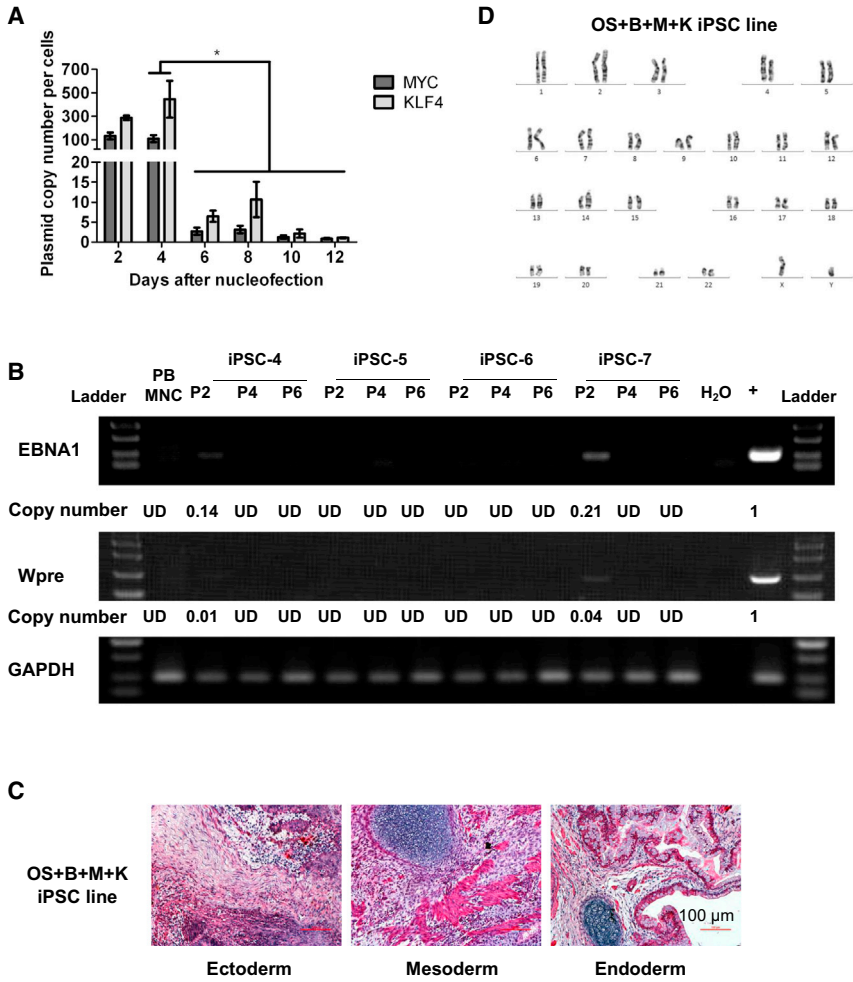 A
Plasmid copy number per cells
700
500
300
100
20
15
10
5
0
*
MYC
KLF4
2 4 6 8 10 12
Days after nucleofection
D
OS+B+M+K iPSC line
1 2 3 4 5
6 7 8 9 10 11 12
13 14 15 16 17 18
19 20 21 22 X Y
B
iPSC-4 iPSC-5 iPSC-6 iPSC-7
Ladder PB MNC P2 P4 P6 P2 P4 P6 P2 P4 P6 P2 P4 P6 H₂O + Ladder
EBNA1
Copy number UD 0.14 UD UD UD UD UD UD UD UD 0.21 UD UD 1
Wpre
Copy number UD 0.01 UD UD UD UD UD UD UD UD 0.04 UD UD 1
GAPDH
C
OS+B+M+K
iPSC line
100 µm
Ectoderm Mesoderm Endoderm